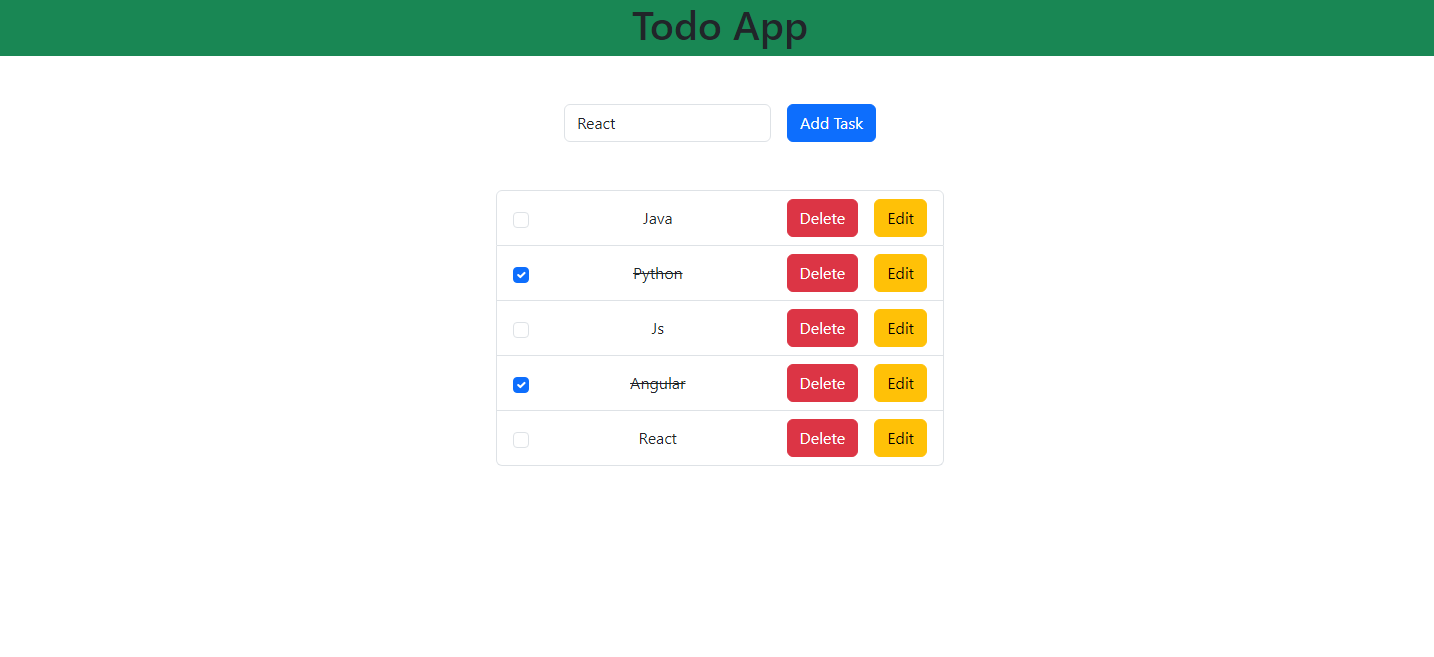 Todo App
React Add Task
Java Delete Edit
Python Delete Edit
Js Delete Edit
Angular Delete Edit
React Delete Edit